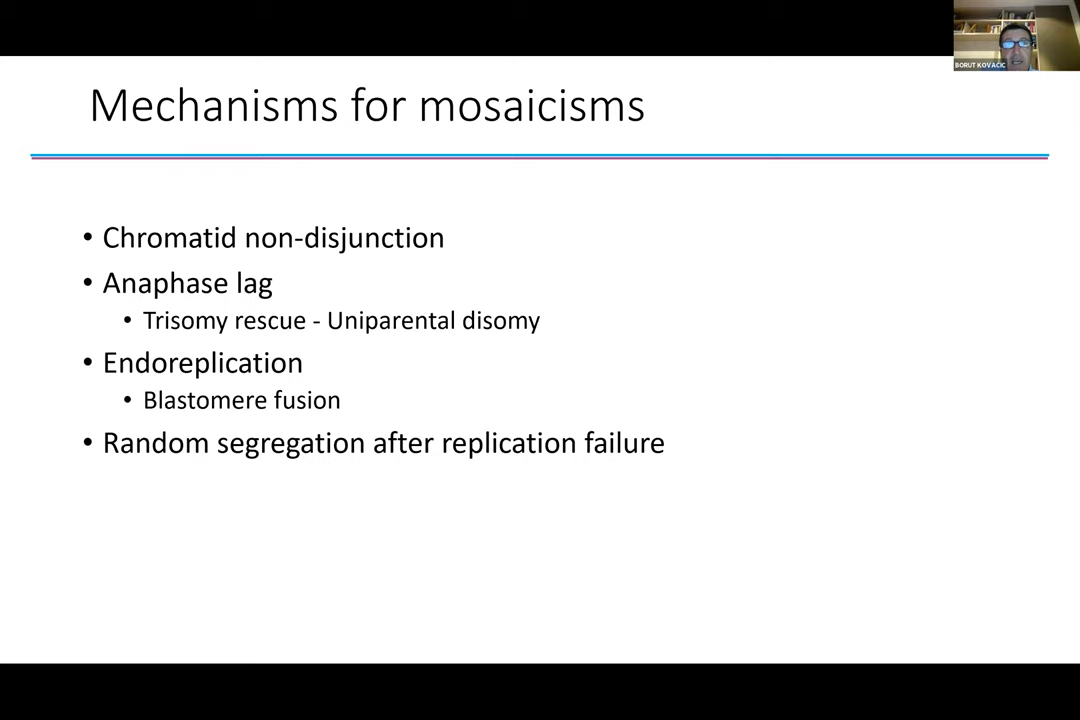 BORUT KOVACIC
Mechanisms for mosaicisms
• Chromatid non-disjunction
• Anaphase lag
• Trisomy rescue - Uniparental disomy
• Endoreplication
• Blastomere fusion
• Random segregation after replication failure